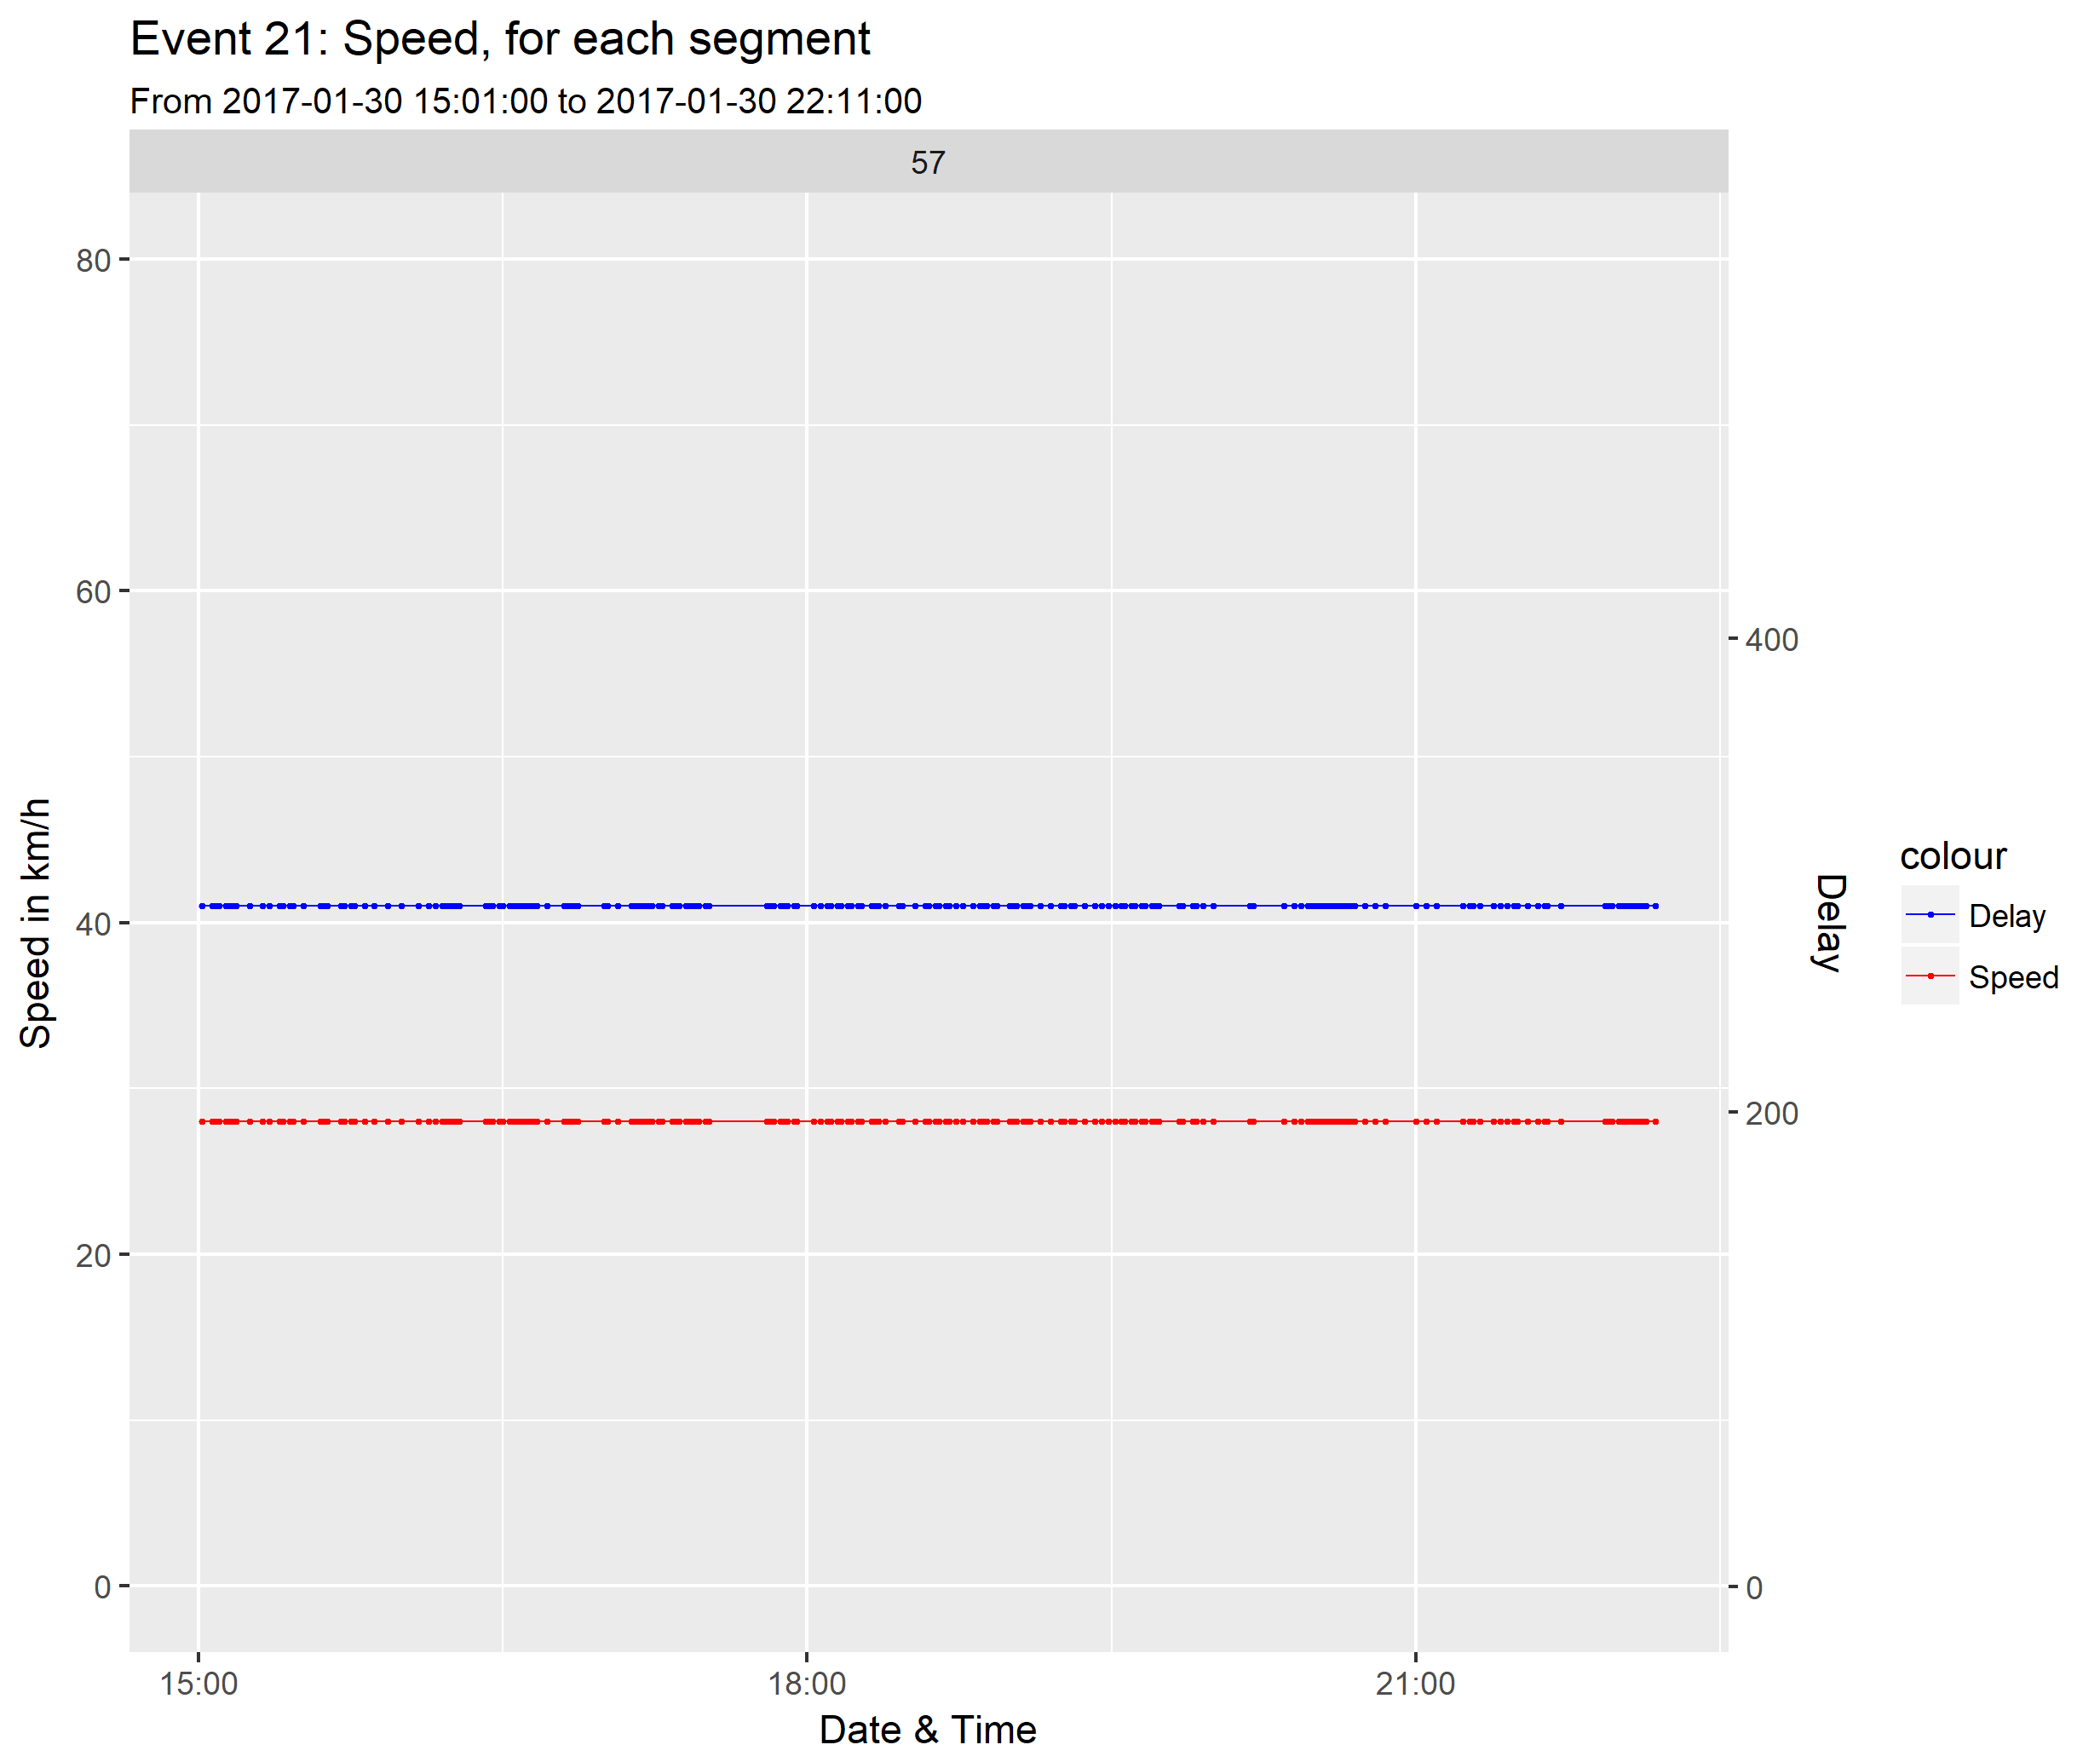 Event 21: Speed, for each segment
From 2017-01-30 15:01:00 to 2017-01-30 22:11:00
57
80
60
40
20
0
Speed in km/h
400
200
0
Delay
colour
Delay
Speed
15:00
18:00
21:00
Date & Time